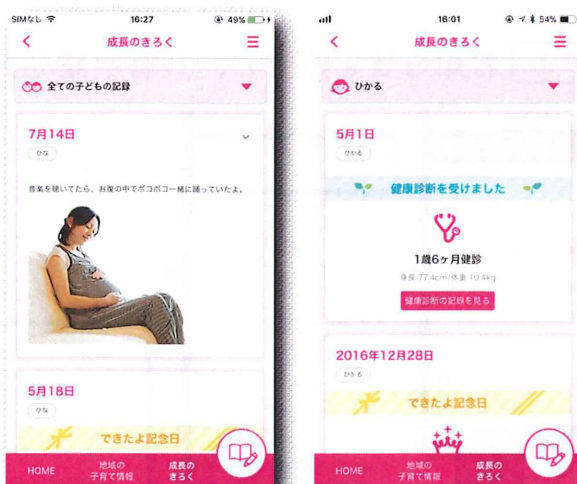 SIMなし 16:27 49%
成長のきろく
全ての子どもの記録
7月14日
ひな
音楽を聴いてたら、お腹の中でポコポコ一緒に踊っていたよ。
5月18日
ひな
できたよ記念日
HOME
地域の
子育て情報
成長の
きろく
16:01 54%
成長のきろく
ひかる
5月1日
ひかる
健康診断を受けました
1歳6ヶ月健診
身長 77.4cm/体重 10.4kg
健康診断の記録を見る
2016年12月28日
ひかる
できたよ記念日
HOME
地域の
子育て情報
成長の
きろく